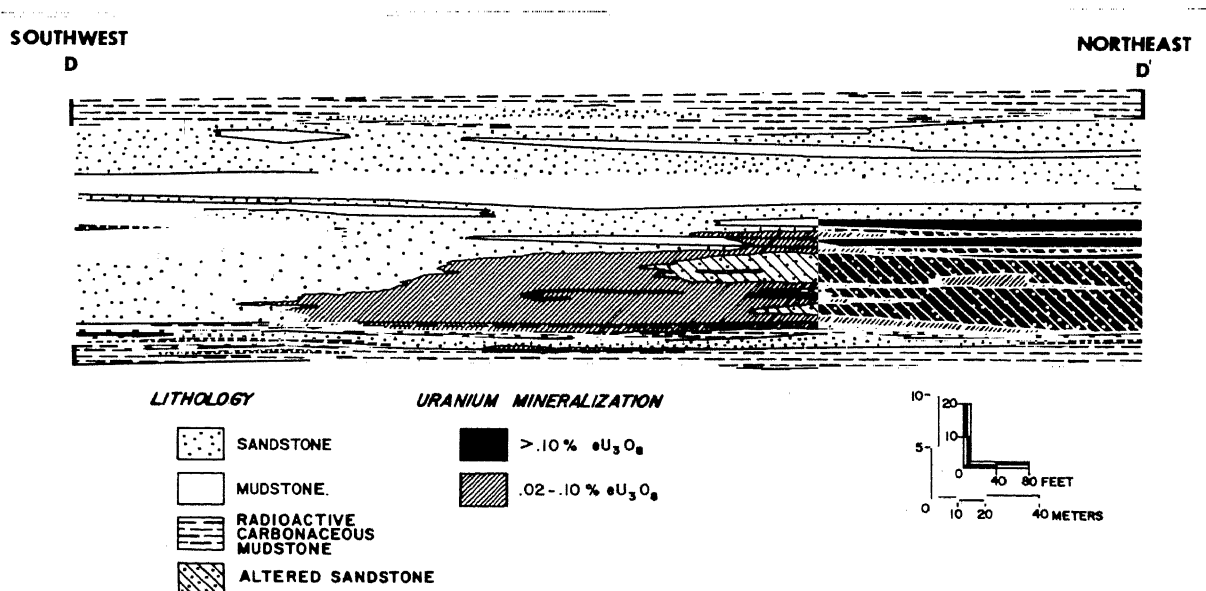 SOUTHWEST
D
NORTHEAST
D'
LITHOLOGY
SANDSTONE
MUDSTONE.
RADIOACTIVE
CARBONACEOUS
MUDSTONE
ALTERED SANDSTONE
URANIUM MINERALIZATION
>.10% eU₃O₈
.02-.10% eU₃O₈
10-
5-
0
20
10
0
40 80 FEET
10 20 40 METERS